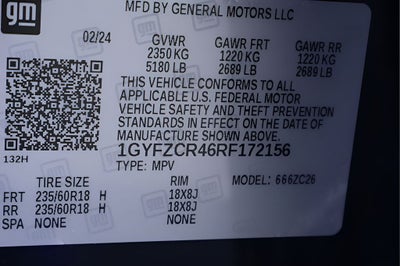 gm
MFD BY GENERAL MOTORS LLC
02/24 GVWR GAWR FRT GAWR RR
2350 KG 1220 KG 1220 KG
5180 LB 2689 LB 2689 LB
THIS VEHICLE CONFORMS TO ALL
APPLICABLE U.S. FEDERAL MOTOR
VEHICLE SAFETY AND THEFT PREVENTION
STANDARDS IN EFFECT ON THE DATE OF
MANUFACTURE SHOWN ABOVE.
132H 1GYFZCR46RF172156
TYPE: MPV
TIRE SIZE RIM MODEL: 666ZC26
FRT 235/60R18 H 18X8J
RR 235/60R18 H 18X8J
SPA NONE NONE